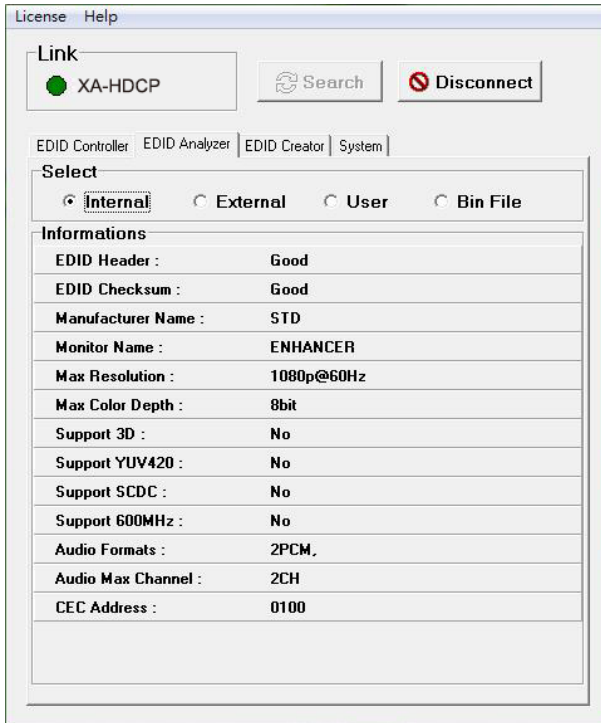 License Help
Link
XA-HDCP Search Disconnect
EDID Controller EDID Analyzer EDID Creator System
Select
Internal External User Bin File
Informations
EDID Header : Good
EDID Checksum : Good
Manufacturer Name : STD
Monitor Name : ENHANCER
Max Resolution : 1080p@60Hz
Max Color Depth : 8bit
Support 3D : No
Support YUV420 : No
Support SCDC : No
Support 600MHz : No
Audio Formats : 2PCM,
Audio Max Channel : 2CH
CEC Address : 0100